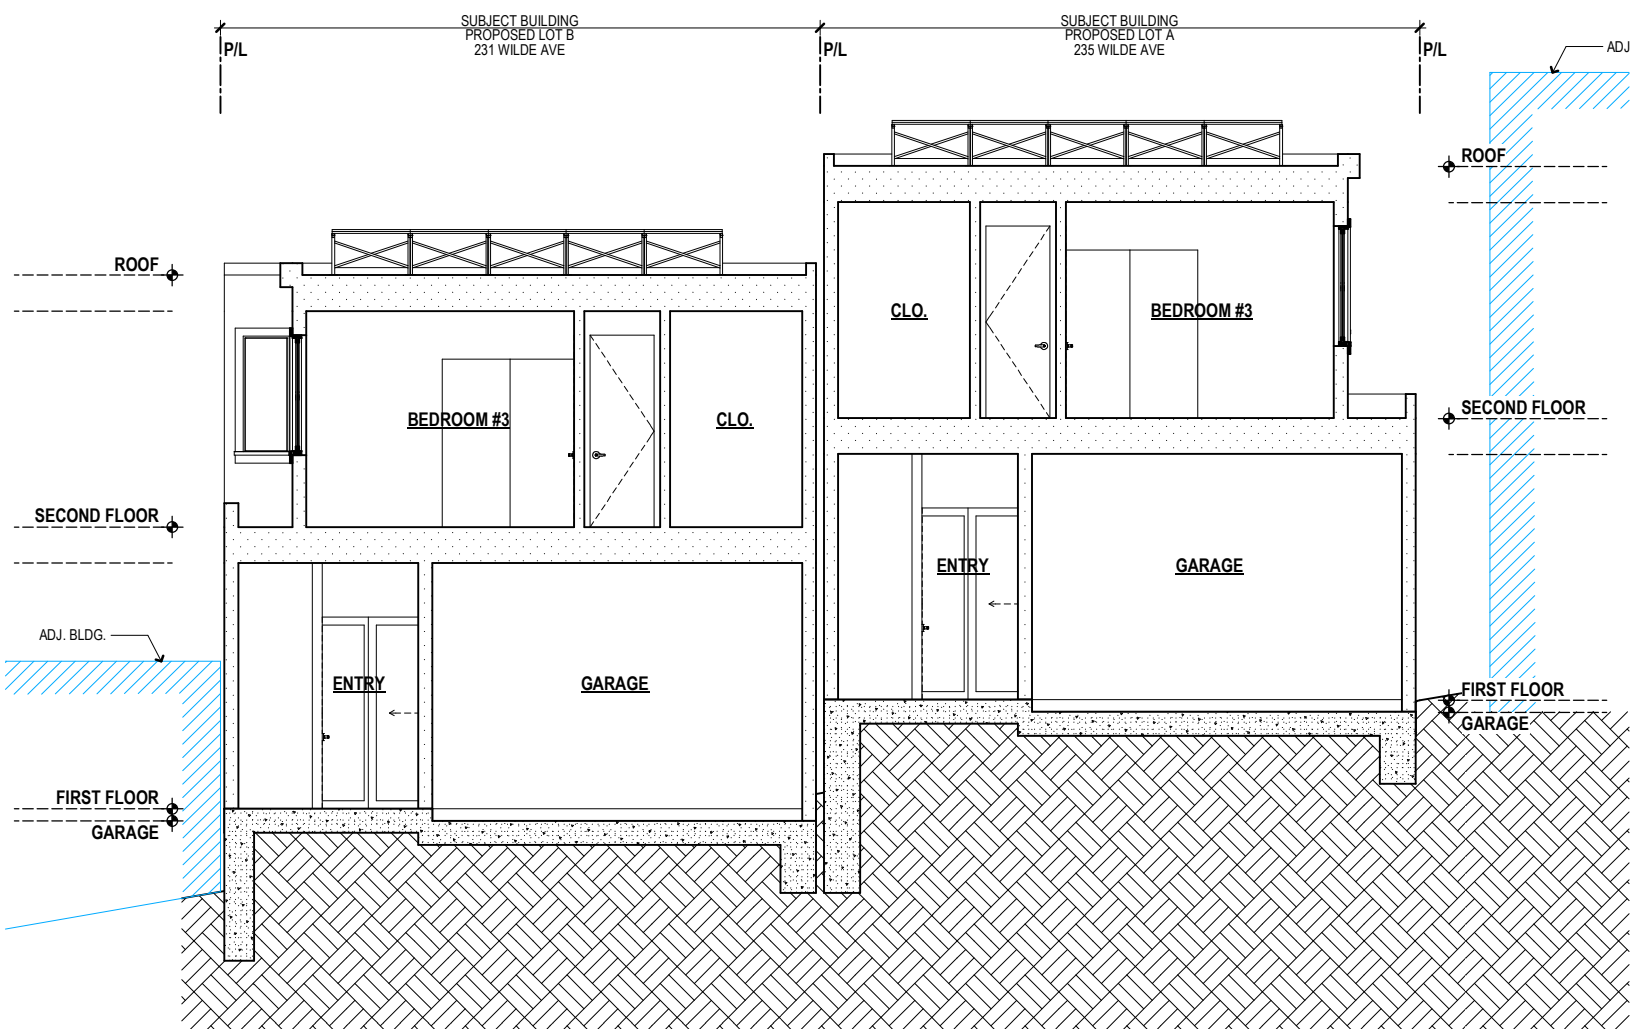 SUBJECT BUILDING
PROPOSED LOT B
231 WILDE AVE
SUBJECT BUILDING
PROPOSED LOT A
235 WILDE AVE
P/L
P/L
P/L
ADJ
ROOF
ROOF
CLO.
BEDROOM #3
BEDROOM #3
CLO.
SECOND FLOOR
SECOND FLOOR
ENTRY
GARAGE
ADJ. BLDG.
ENTRY
GARAGE
FIRST FLOOR
GARAGE
FIRST FLOOR
GARAGE